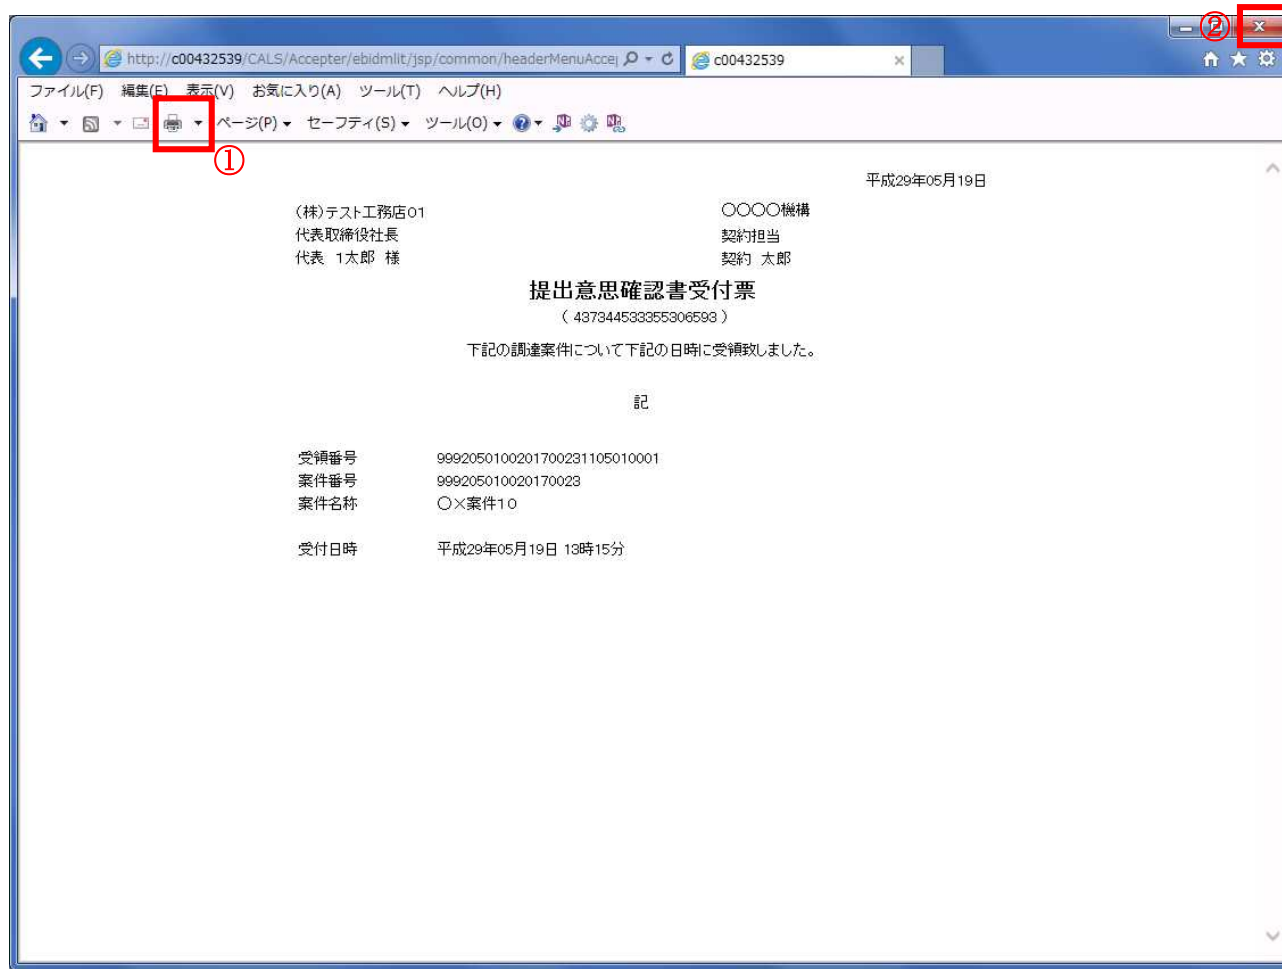 ②
http://c00432539/CALS/Accepter/ebidmlit/jsp/common/headerMenuAccep
c00432539
ファイル(F) 編集(E) 表示(V) お気に入り(A) ツール(T) ヘルプ(H)
ページ(P) セーフティ(S) ツール(O)
①
平成29年05月19日
(株)テスト工務店01 〇〇〇〇機構
代表取締役社長 契約担当
代表 1太郎 様 契約 太郎
提出意思確認書受付票
( 437344533355306593 )
下記の調達案件について下記の日時に受領致しました。
記
受領番号 99920501002017002311​05010001
案件番号 999205010020170023
案件名称 〇×案件10
受付日時 平成29年05月19日 13時15分